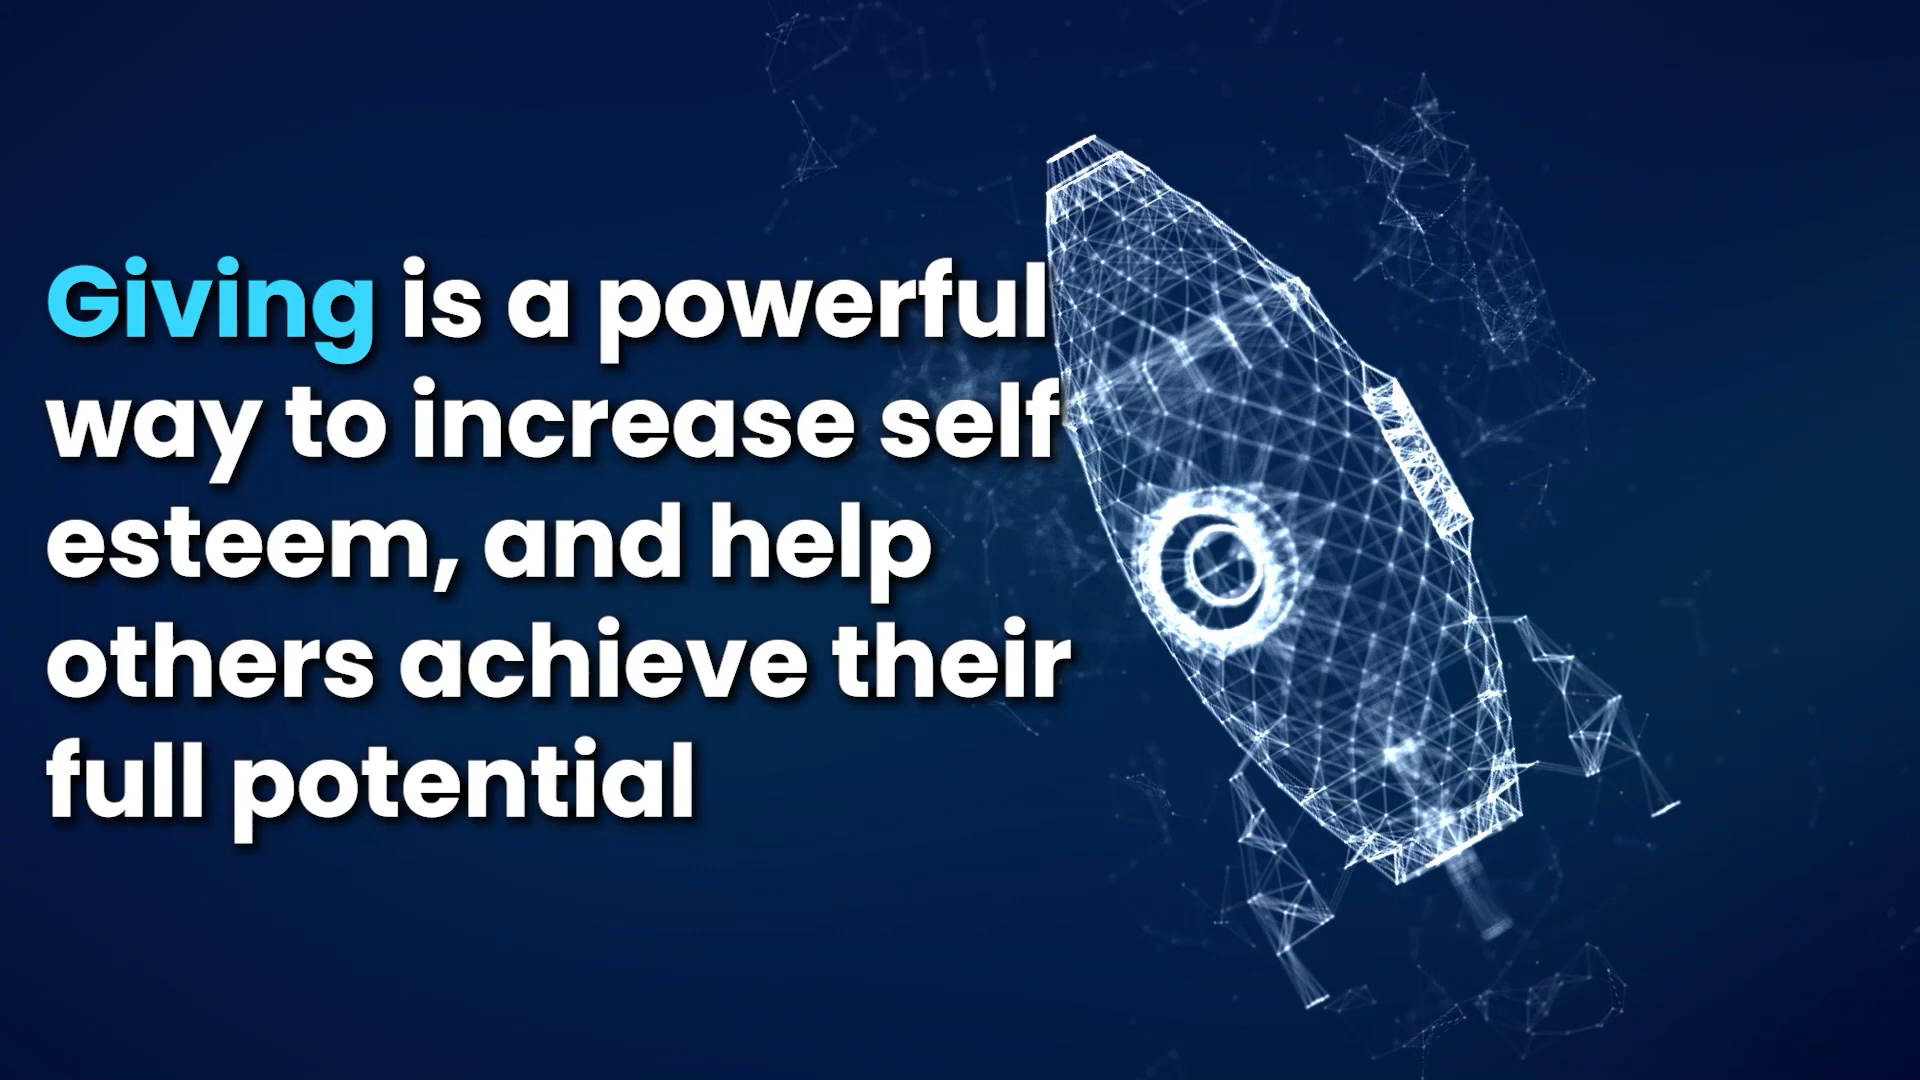 Giving is a powerful
way to increase self
esteem, and help
others achieve their
full potential